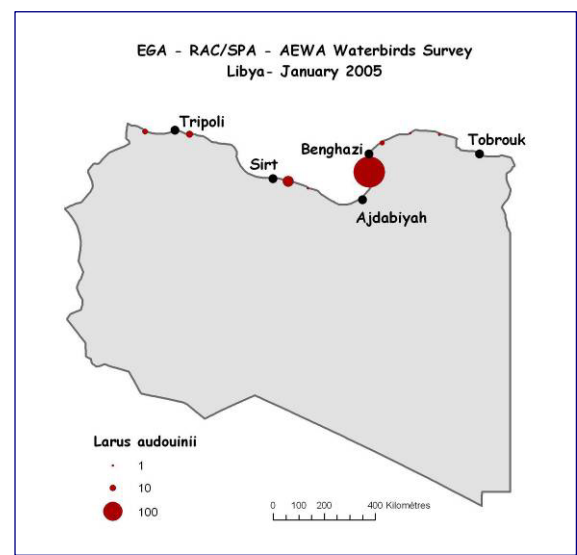 EGA - RAC/SPA - AEWA Waterbirds Survey
Libya- January 2005
Tripoli
Benghazi
Tobrouk
Sirt
Ajdabiyah
Larus audouinii
1
10
100
0 100 200 400 Kilométres